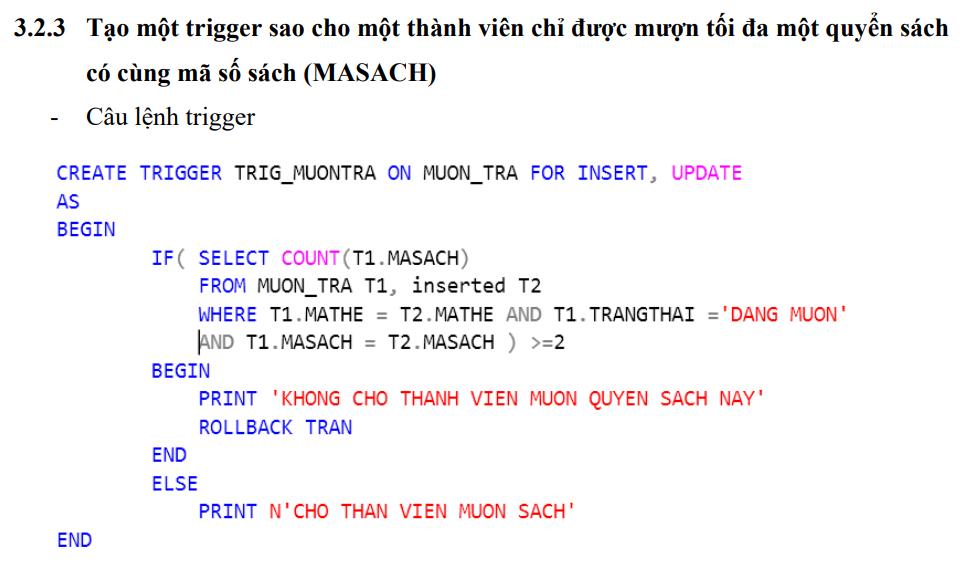 3.2.3 Tạo một trigger sao cho một thành viên chỉ được mượn tối đa một quyển sách
có cùng mã số sách (MASACH)
- Câu lệnh trigger
CREATE TRIGGER TRIG_MUONTRA ON MUON_TRA FOR INSERT, UPDATE
AS
BEGIN
IF( SELECT COUNT(T1.MASACH)
FROM MUON_TRA T1, inserted T2
WHERE T1.MATHE = T2.MATHE AND T1.TRANGTHAI ='DANG MUON'
AND T1.MASACH = T2.MASACH ) >=2
BEGIN
PRINT 'KHONG CHO THANH VIEN MUON QUYEN SACH NAY'
ROLLBACK TRAN
END
ELSE
PRINT N'CHO THAN VIEN MUON SACH'
END